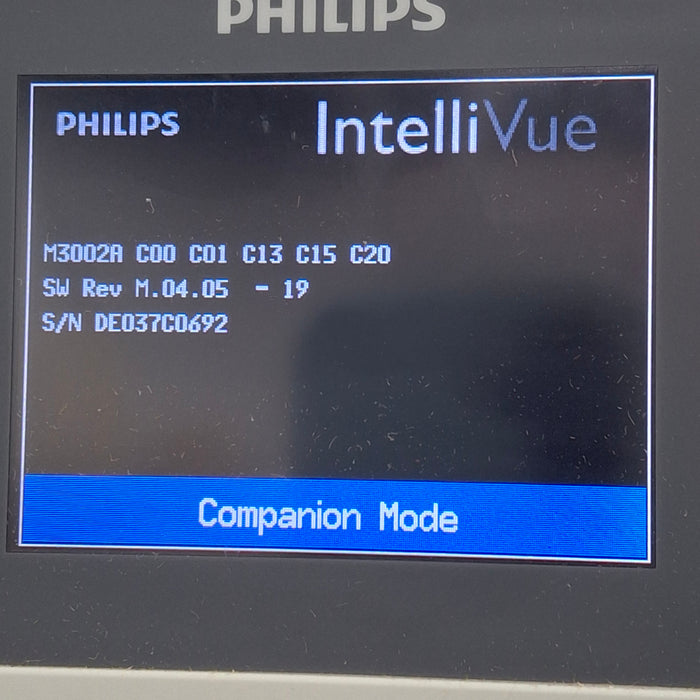 PHILIPS
PHILIPS IntelliVue
M3002A C00 C01 C13 C15 C20
SW Rev M.04.05 - 19
S/N DE037C0692
Companion Mode